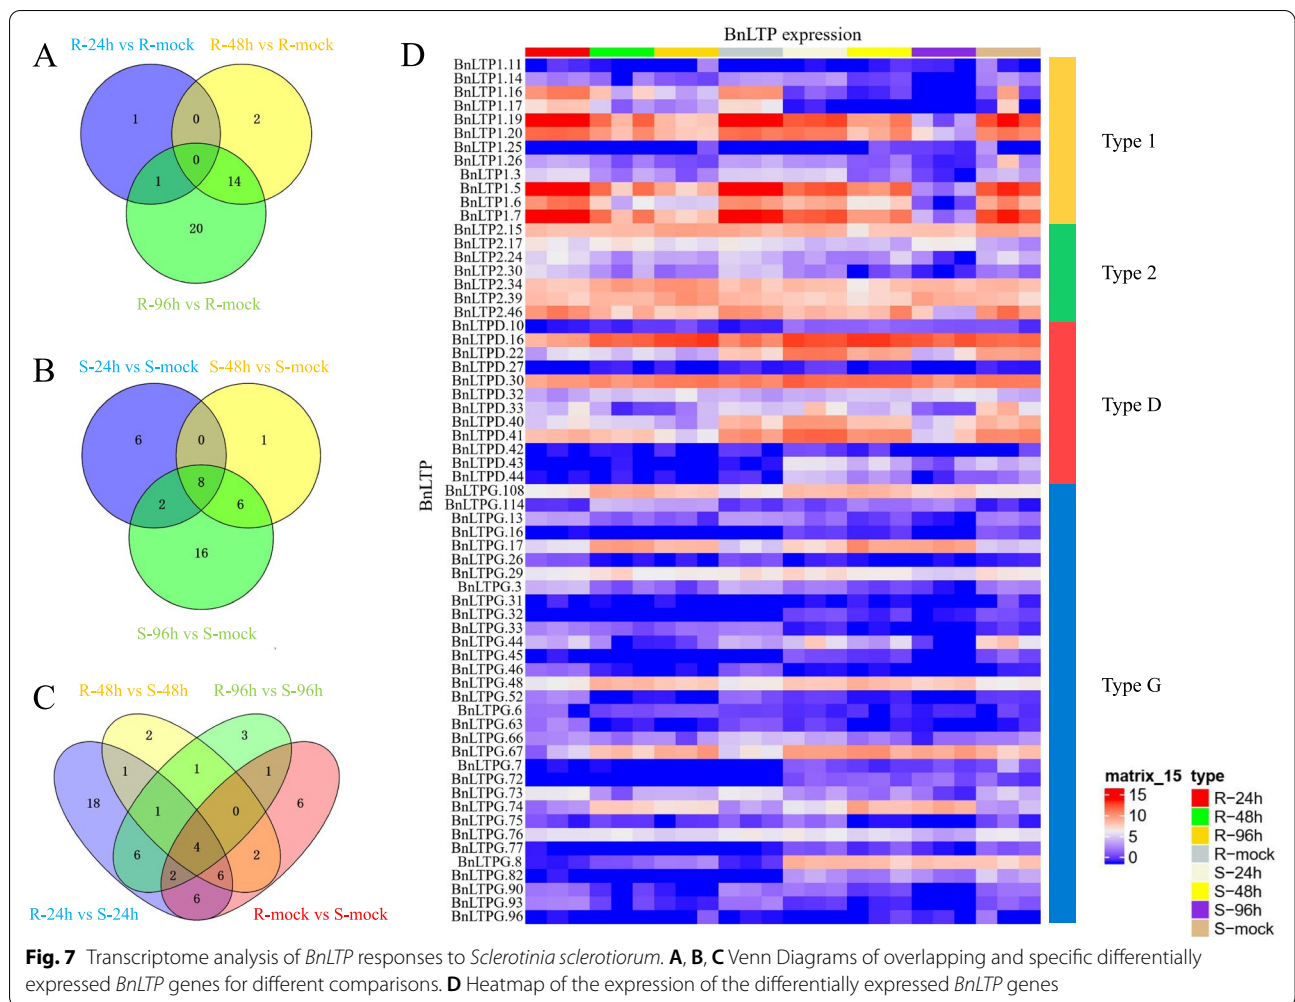 A
R-24h vs R-mock
R-48h vs R-mock
1
0
2
0
1
14
20
R-96h vs R-mock
B
S-24h vs S-mock
S-48h vs S-mock
6
0
1
8
2
6
16
S-96h vs S-mock
C
R-48h vs S-48h
R-96h vs S-96h
2
3
1
1
1
18
1
0
6
6
4
2
2
6
6
R-24h vs S-24h
R-mock vs S-mock
D
BnLTP expression
BnLTP
BnLTP1.11
BnLTP1.14
BnLTP1.16
BnLTP1.17
BnLTP1.19
BnLTP1.20
BnLTP1.25
BnLTP1.26
BnLTP1.3
BnLTP1.5
BnLTP1.6
BnLTP1.7
BnLTP2.15
BnLTP2.17
BnLTP2.24
BnLTP2.30
BnLTP2.34
BnLTP2.39
BnLTP2.46
BnLTPD.10
BnLTPD.16
BnLTPD.22
BnLTPD.27
BnLTPD.30
BnLTPD.32
BnLTPD.33
BnLTPD.40
BnLTPD.41
BnLTPD.42
BnLTPD.43
BnLTPD.44
BnLTPG.108
BnLTPG.114
BnLTPG.13
BnLTPG.16
BnLTPG.17
BnLTPG.26
BnLTPG.29
BnLTPG.3
BnLTPG.31
BnLTPG.32
BnLTPG.33
BnLTPG.44
BnLTPG.45
BnLTPG.46
BnLTPG.48
BnLTPG.52
BnLTPG.6
BnLTPG.63
BnLTPG.66
BnLTPG.67
BnLTPG.7
BnLTPG.72
BnLTPG.73
BnLTPG.74
BnLTPG.75
BnLTPG.76
BnLTPG.77
BnLTPG.8
BnLTPG.82
BnLTPG.90
BnLTPG.93
BnLTPG.96
Type 1
Type 2
Type D
Type G
matrix_15
15
10
5
0
type
R-24h
R-48h
R-96h
R-mock
S-24h
S-48h
S-96h
S-mock
Fig. 7 Transcriptome analysis of BnLTP responses to Sclerotinia sclerotiorum. A, B, C Venn Diagrams of overlapping and specific differentially
expressed BnLTP genes for different comparisons. D Heatmap of the expression of the differentially expressed BnLTP genes